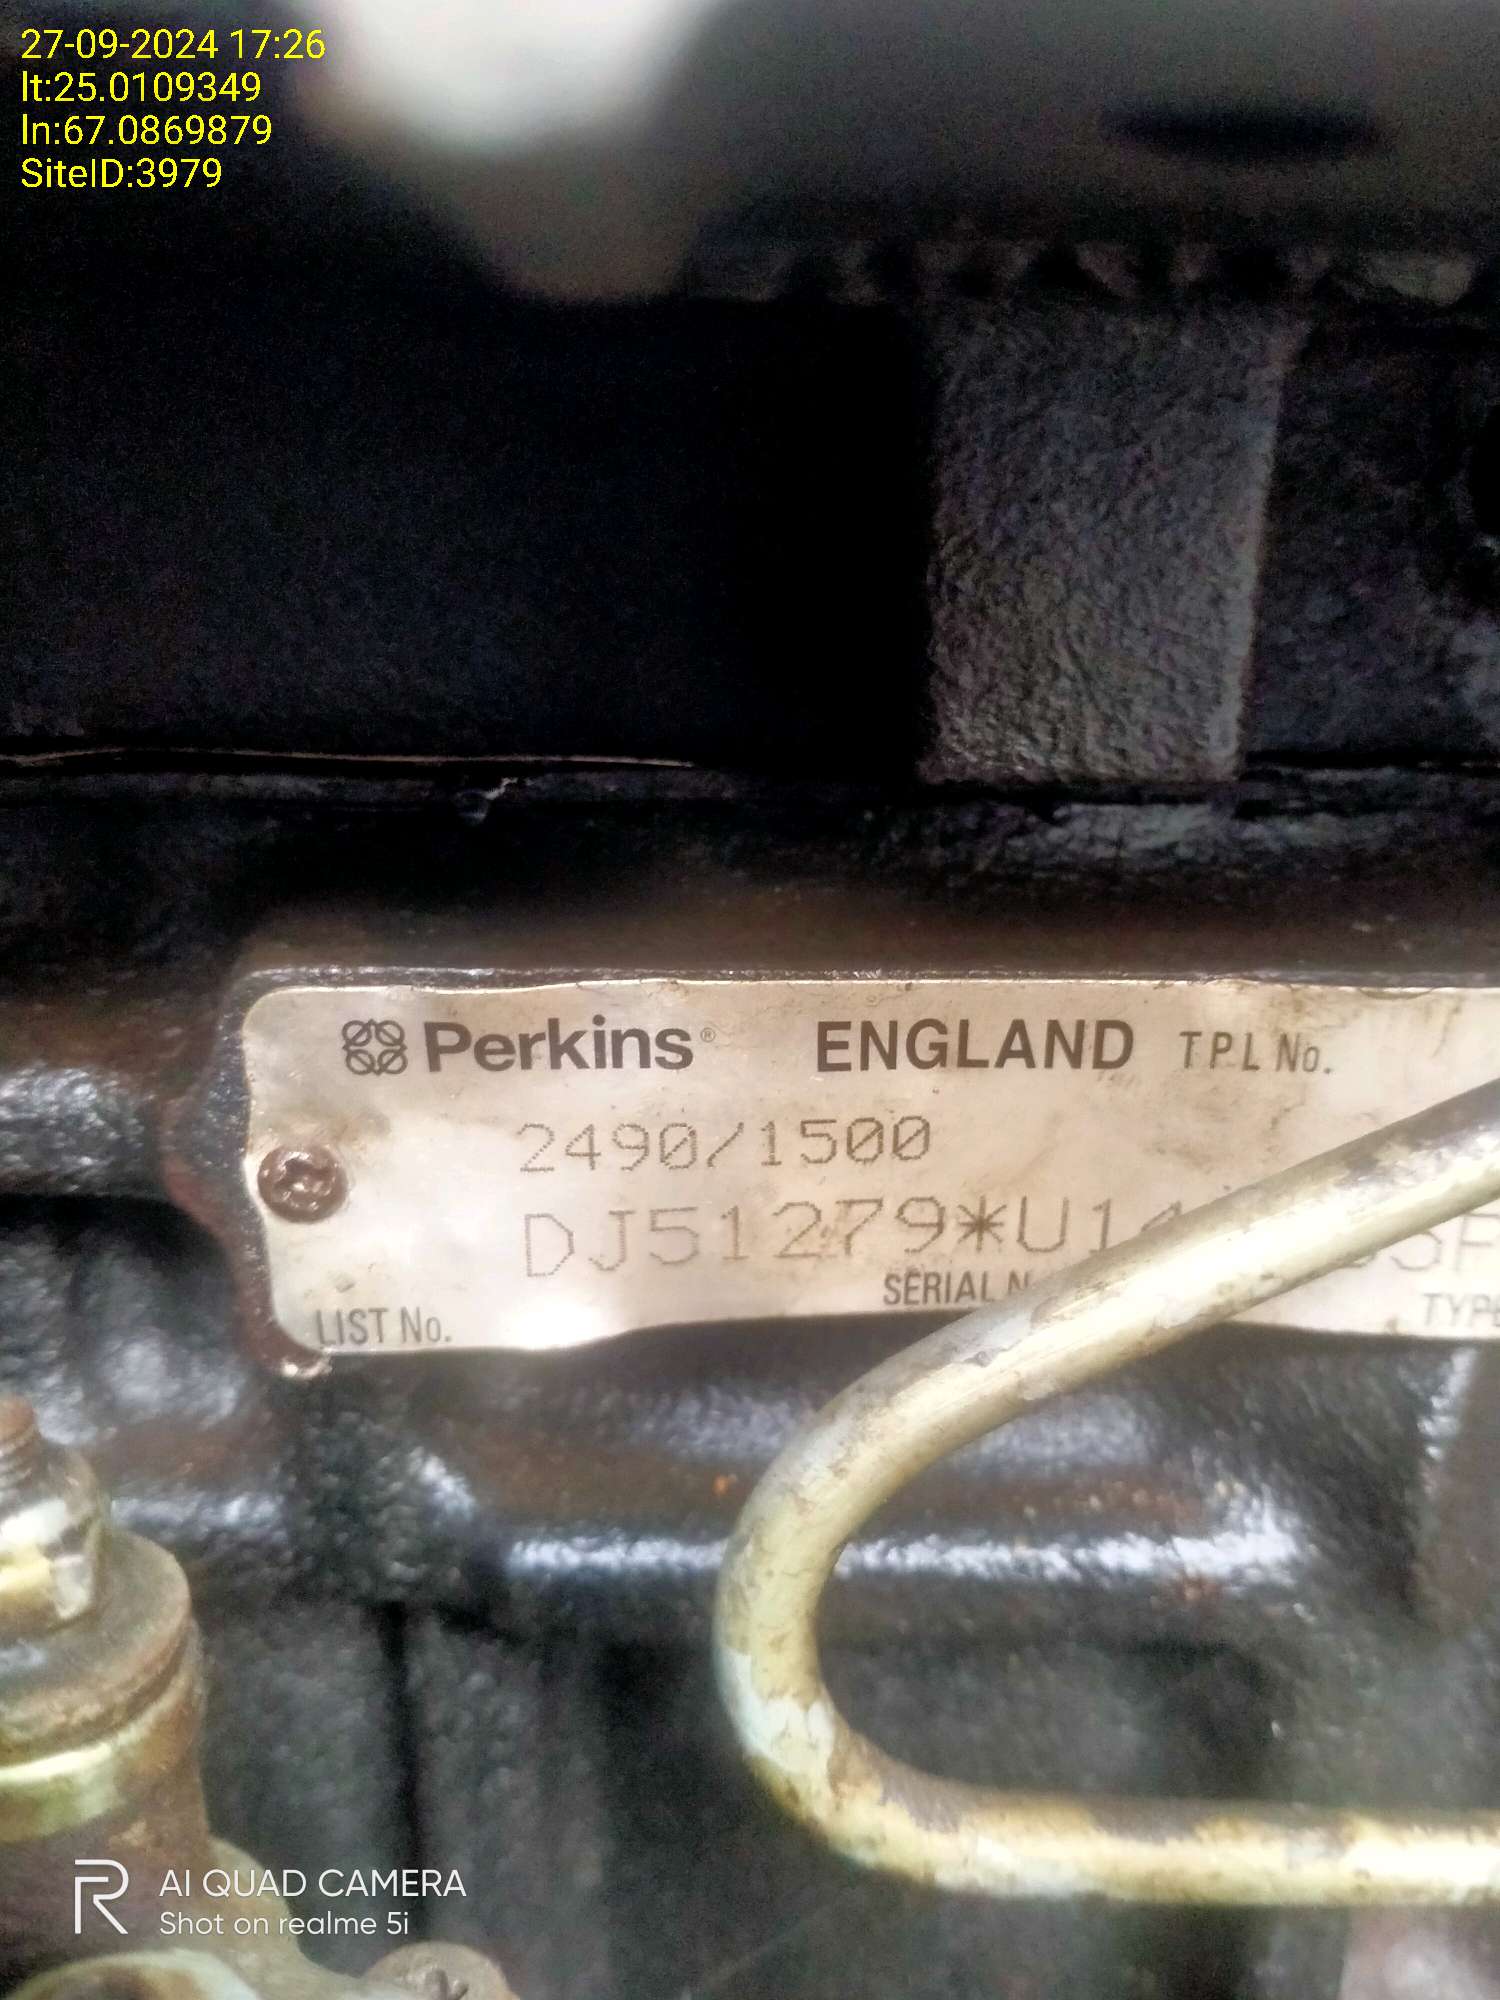 27-09-2024 17:26
lt:25.0109349
ln:67.0869879
SiteID:3979
Perkins® ENGLAND T P L No.
2490/1500
DJ51279*U1
SERIAL
LIST No.
AI QUAD CAMERA
Shot on realme 5i